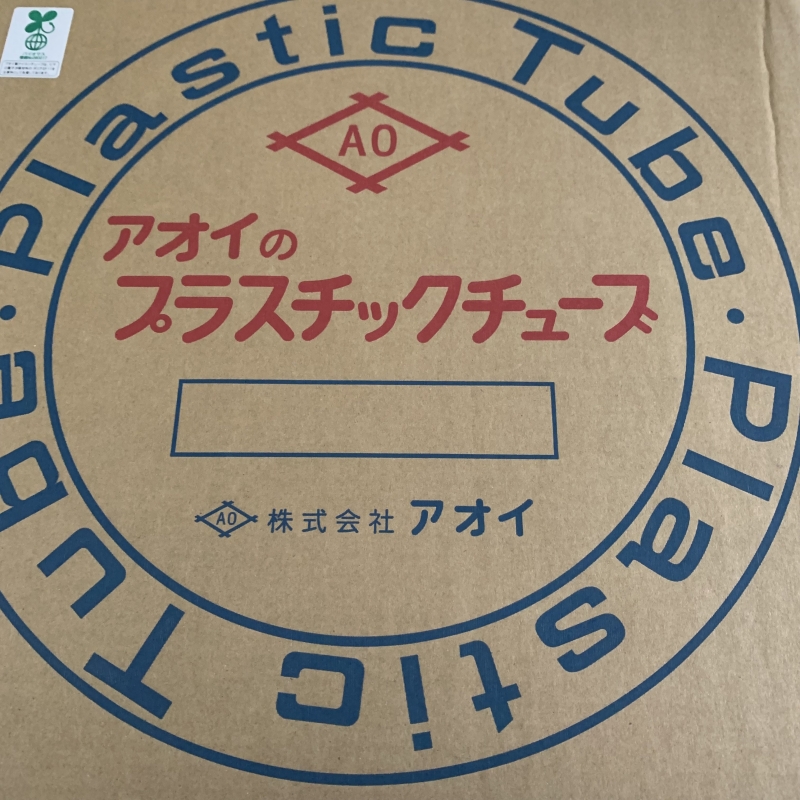 Plastic Tube・Plastic Tube・
AO
アオイの
プラスチックチューブ
AO 株式会社 アオイ